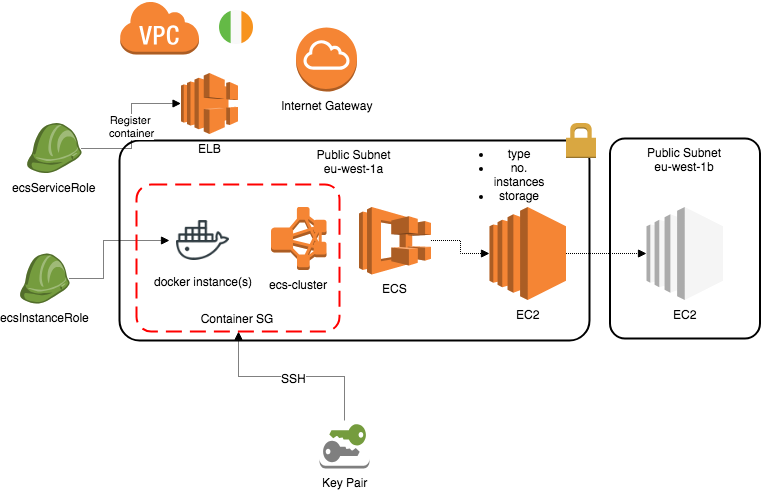 VPC
Internet Gateway
Register
container
ELB
ecsServiceRole
Public Subnet
eu-west-1a
type
no.
instances
storage
Public Subnet
eu-west-1b
docker instance(s)
ecs-cluster
ECS
EC2
EC2
ecsInstanceRole
Container SG
SSH
Key Pair